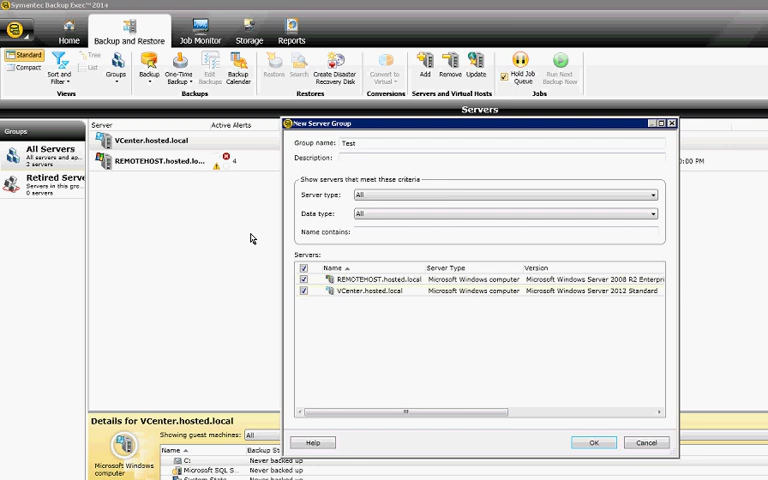 Symantec Backup Exec™ 2014
Home
Backup and Restore
Job Monitor
Storage
Reports
Standard
Compact
Sort and Filter
Tree
List
Groups
Views
Backup
One-Time Backup
Edit Backups
Backup Calendar
Backups
Restore
Search
Create Disaster Recovery Disk
Restores
Convert to Virtual
Conversions
Add
Remove
Update
Servers and Virtual Hosts
Hold Job Queue
Run Next Backup Now
Jobs
Servers
Groups
All Servers
All servers and ap...
2 servers
Retired Serve
Servers in this gro...
0 servers
Server
Active Alerts
VCenter.hosted.local
REMOTEHOST.hosted.lo...
4
0:00 PM
New Server Group
Group name:
Test
Description:
Show servers that meet these criteria
Server type:
All
Data type:
All
Name contains:
Servers:
Name
Server Type
Version
REMOTEHOST.hosted.local
Microsoft Windows computer
Microsoft Windows Server 2008 R2 Enterpri
VCenter.hosted.local
Microsoft Windows computer
Microsoft Windows Server 2012 Standard
Help
OK
Cancel
Details for VCenter.hosted.local
Microsoft Windows computer
Showing guest machines:
All
Name
Backup St
C:
Never backed up
Microsoft SQL S...
Never backed up
System State
Never backed up